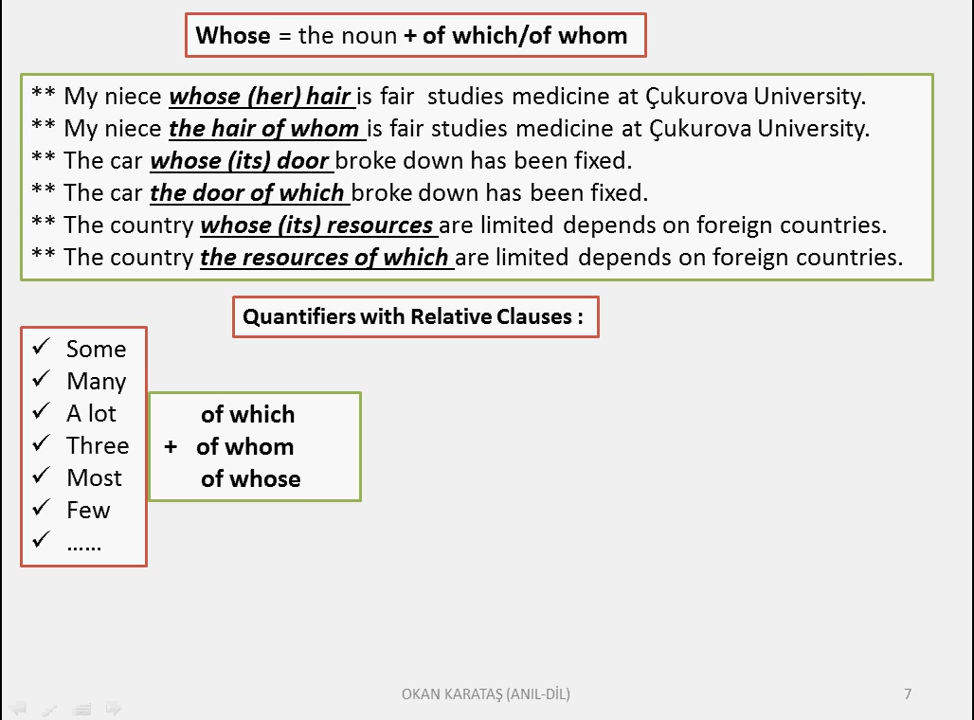 Whose = the noun + of which/of whom
** My niece whose (her) hair is fair studies medicine at Çukurova University.
** My niece the hair of whom is fair studies medicine at Çukurova University.
** The car whose (its) door broke down has been fixed.
** The car the door of which broke down has been fixed.
** The country whose (its) resources are limited depends on foreign countries.
** The country the resources of which are limited depends on foreign countries.
Quantifiers with Relative Clauses :
✓ Some
✓ Many
✓ A lot
✓ Three
✓ Most
✓ Few
✓ ......
of which
+ of whom
of whose
OKAN KARATAŞ (ANIL-DİL)
7